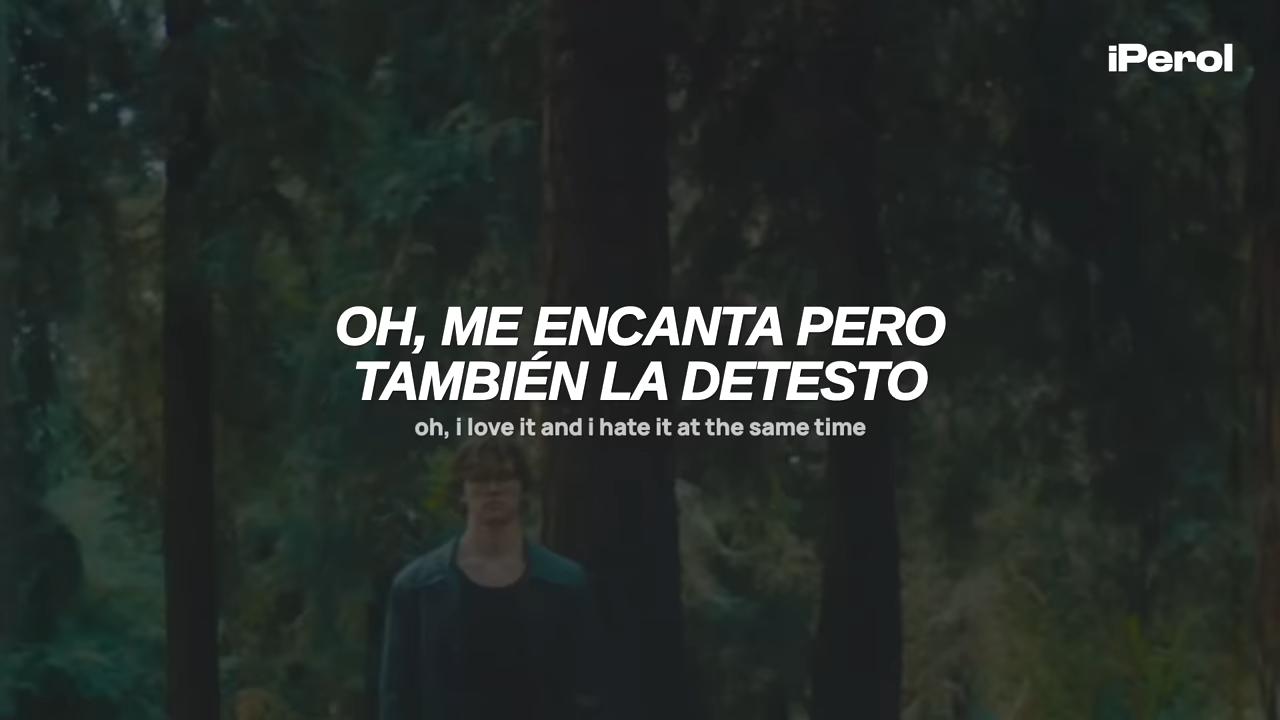 iPerol
OH, ME ENCANTA PERO
TAMBIÉN LA DETESTO
oh, i love it and i hate it at the same time